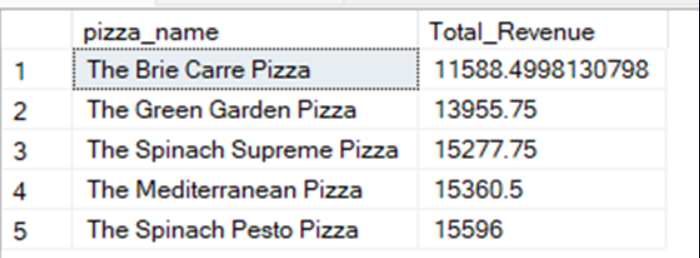 pizza_name Total_Revenue
1 The Brie Carre Pizza 11588.4998130798
2 The Green Garden Pizza 13955.75
3 The Spinach Supreme Pizza 15277.75
4 The Mediterranean Pizza 15360.5
5 The Spinach Pesto Pizza 15596